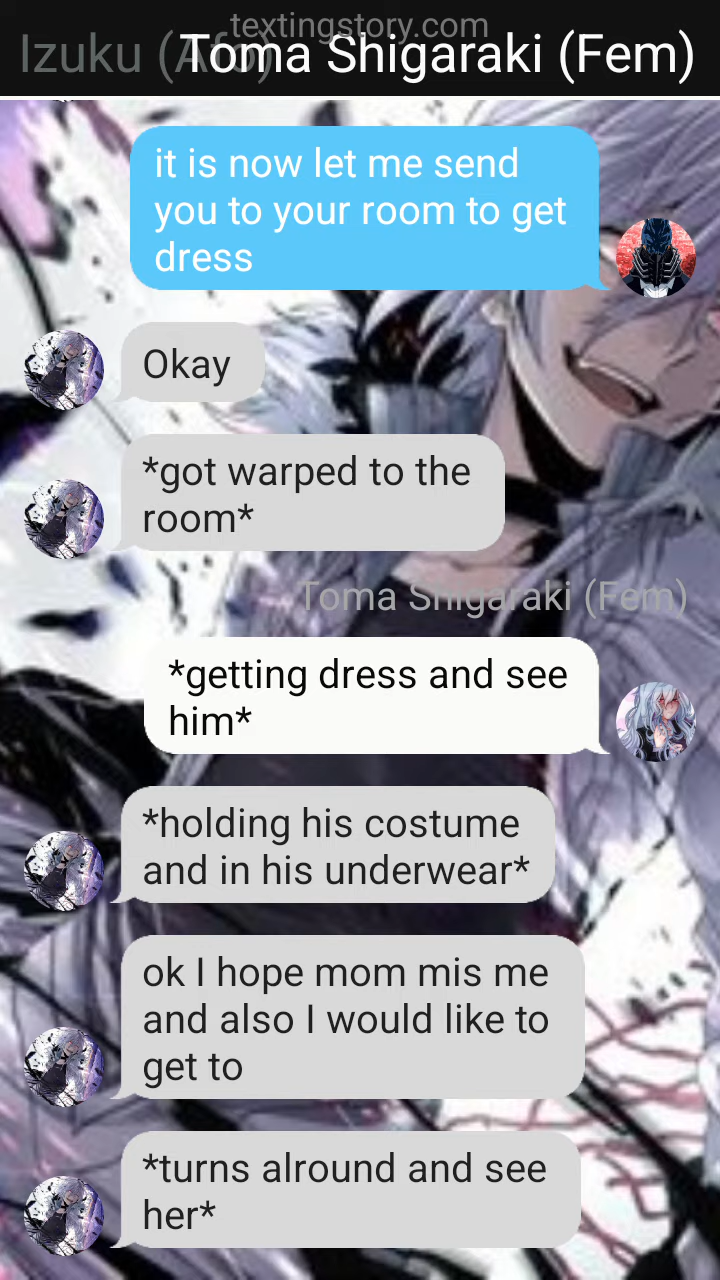 textingstory.com
Izuku (Afo)
Toma Shigaraki (Fem)
it is now let me send
you to your room to get
dress
Okay
*got warped to the
room*
Toma Shigaraki (Fem)
*getting dress and see
him*
*holding his costume
and in his underwear*
ok I hope mom mis me
and also I would like to
get to
*turns alround and see
her*